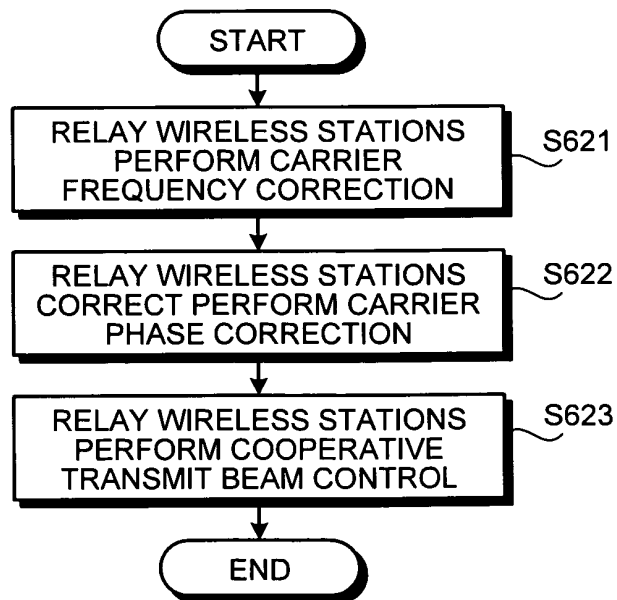 START
RELAY WIRELESS STATIONS
PERFORM CARRIER
FREQUENCY CORRECTION
S621
RELAY WIRELESS STATIONS
CORRECT PERFORM CARRIER
PHASE CORRECTION
S622
RELAY WIRELESS STATIONS
PERFORM COOPERATIVE
TRANSMIT BEAM CONTROL
S623
END